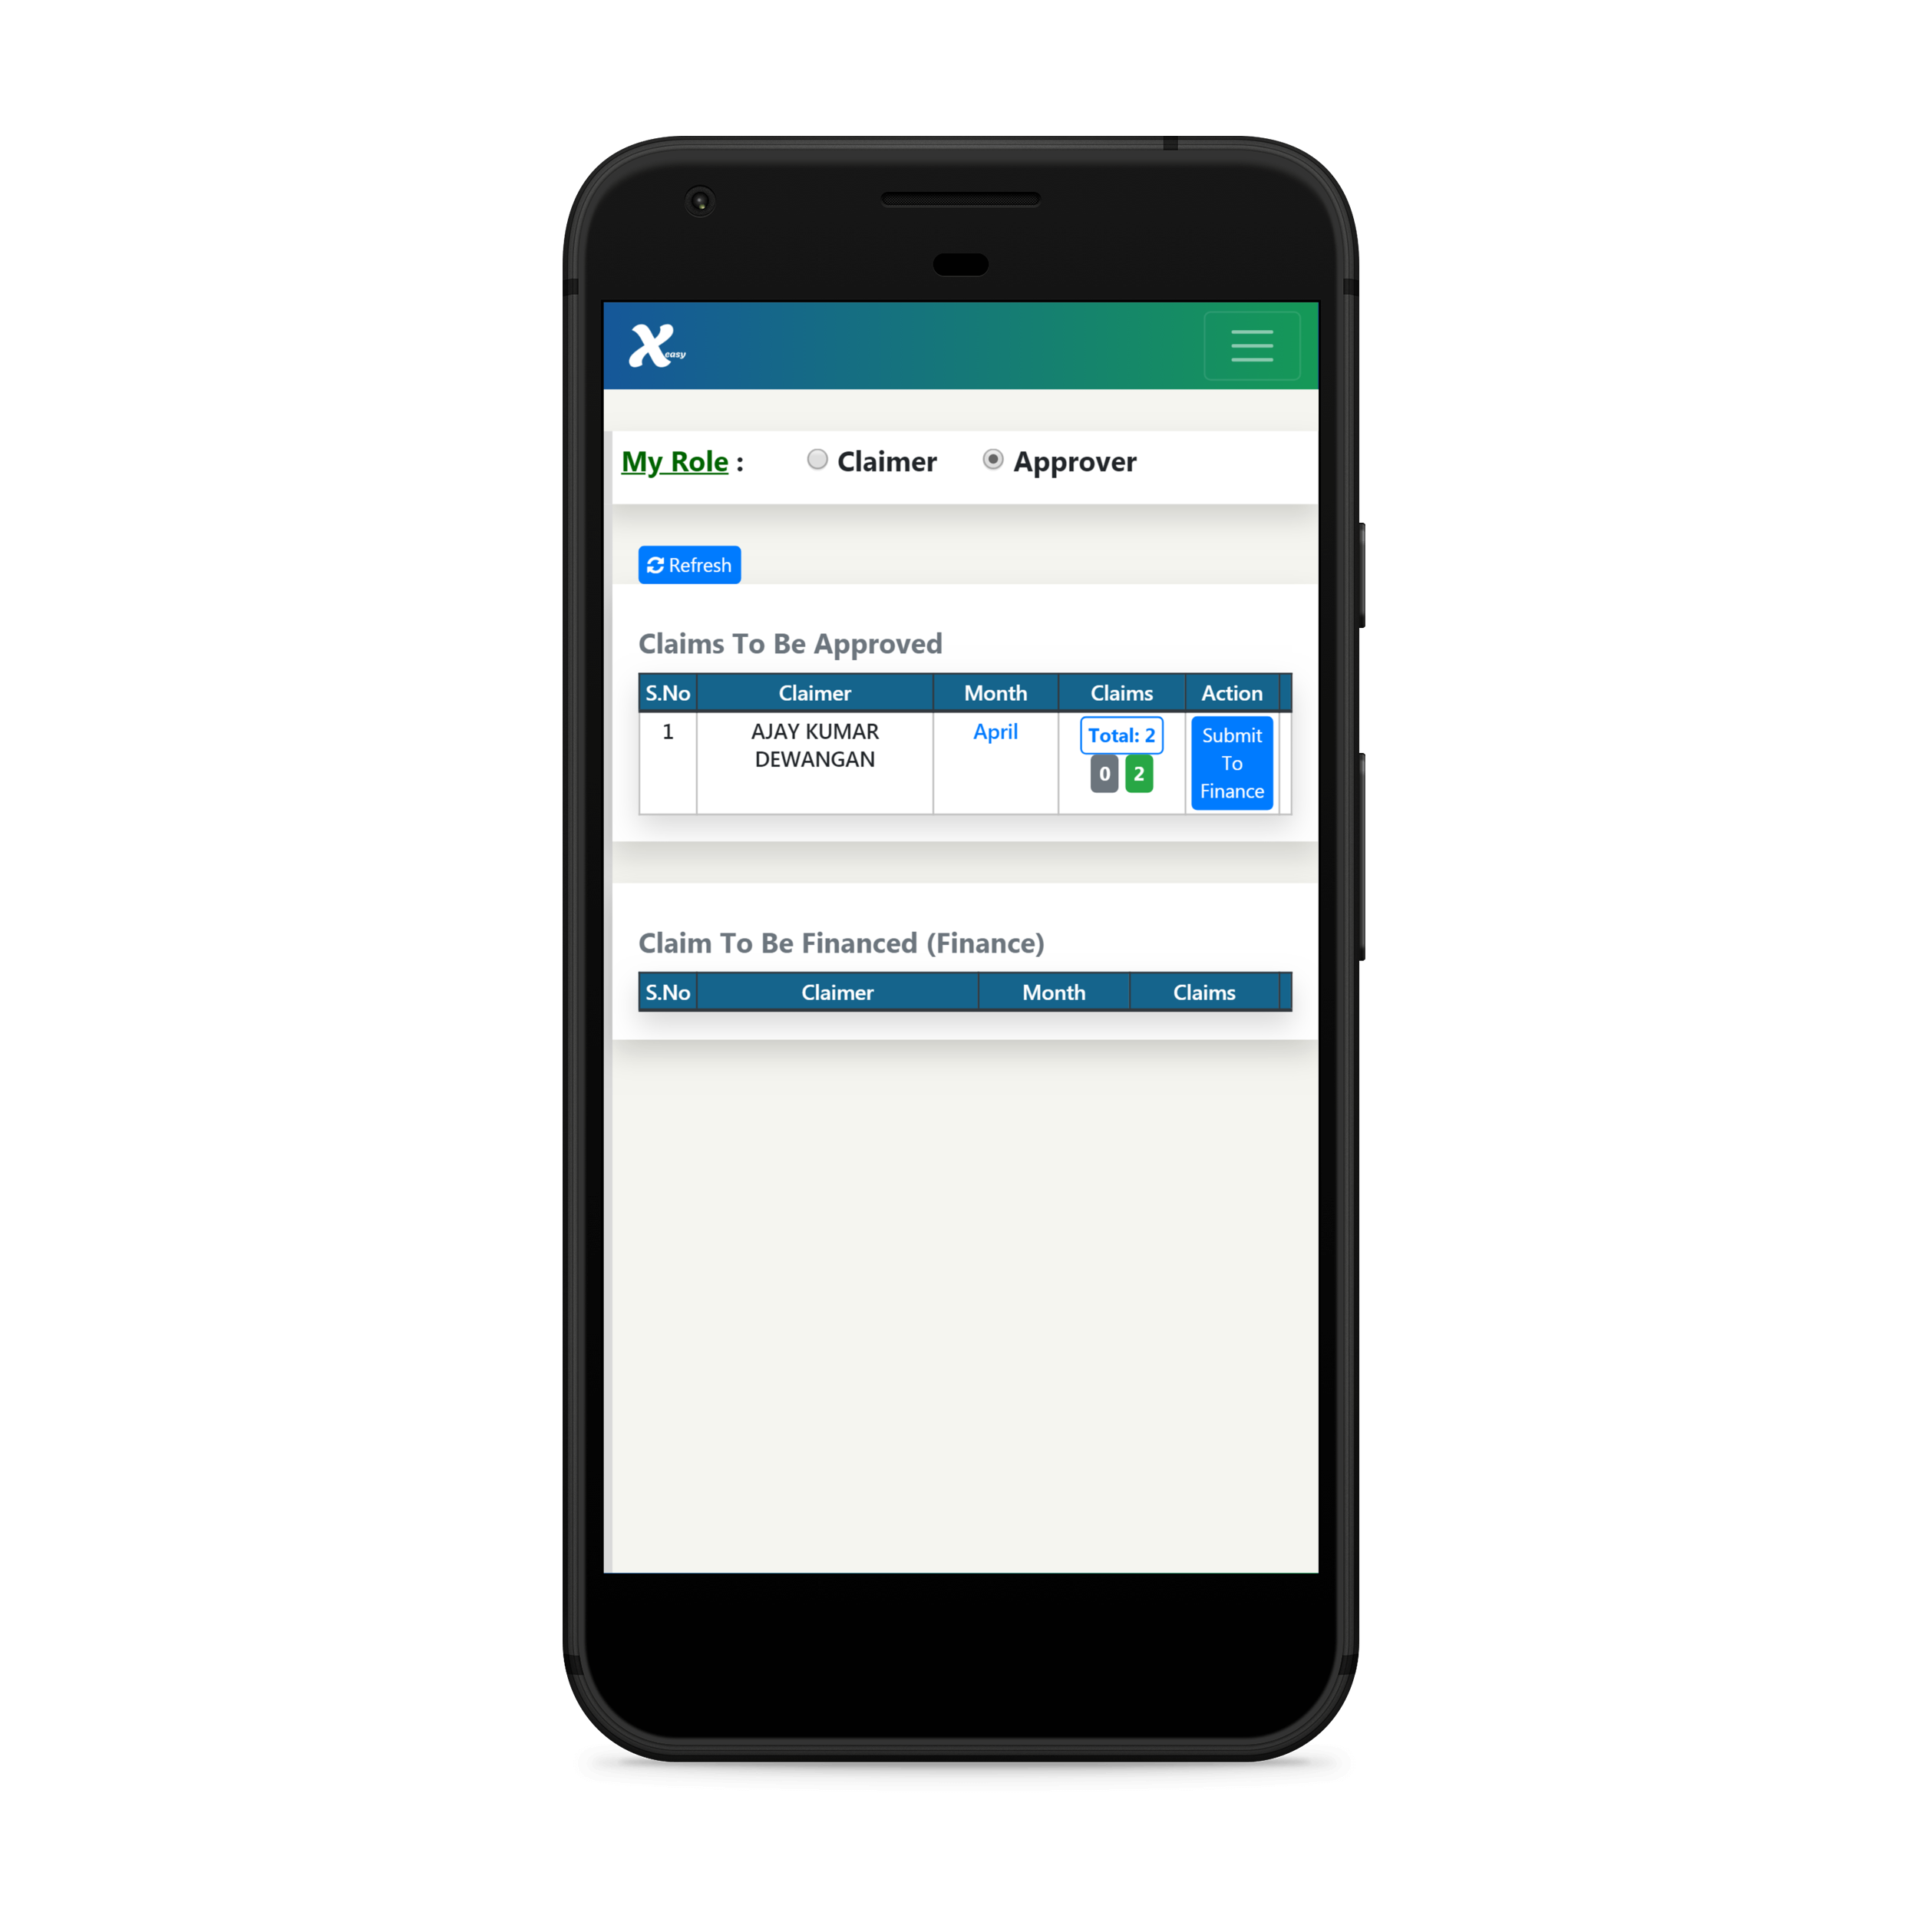 X easy
My Role :
Claimer
Approver
Refresh
Claims To Be Approved
S.No Claimer Month Claims Action
1 AJAY KUMAR April Total: 2 Submit
DEWANGAN 0 2 To
Finance
Claim To Be Financed (Finance)
S.No Claimer Month Claims